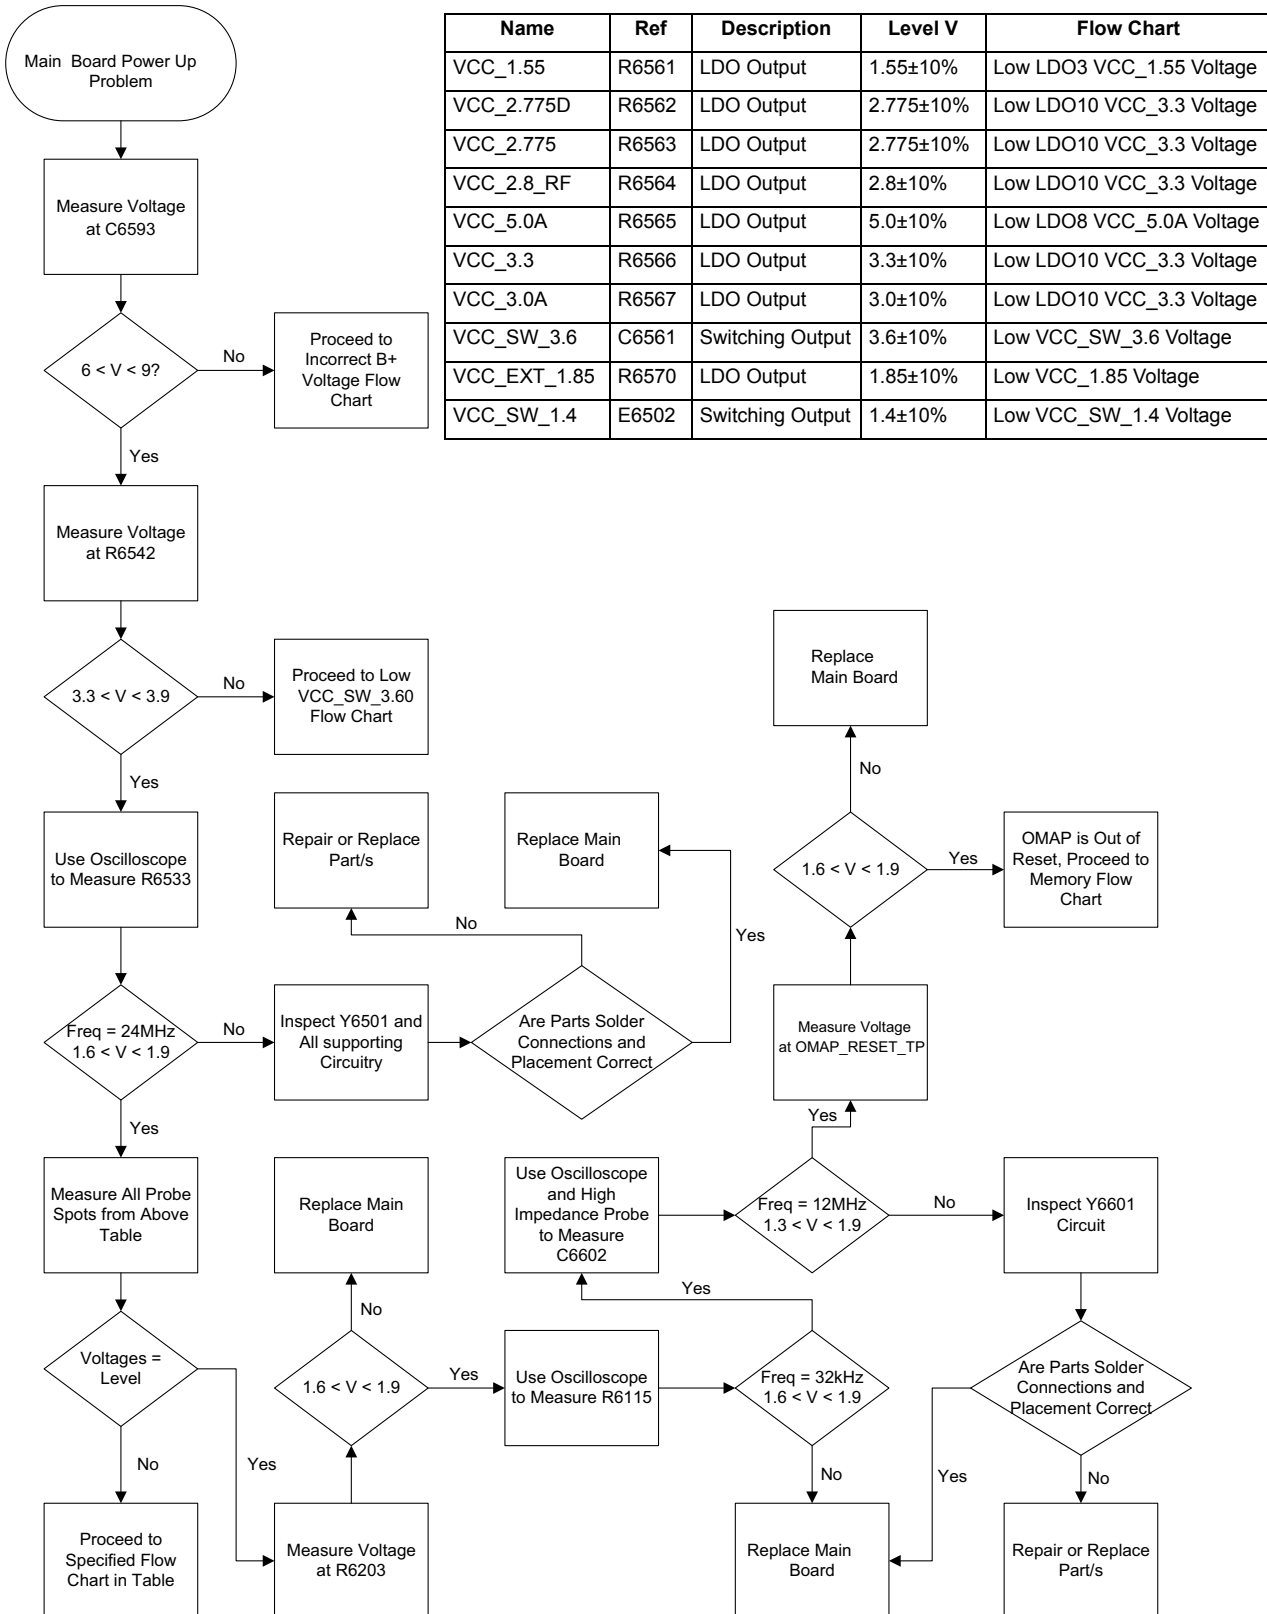 Main Board Power Up
Problem
Name Ref Description Level V Flow Chart
VCC_1.55 R6561 LDO Output 1.55±10% Low LDO3 VCC_1.55 Voltage
VCC_2.775D R6562 LDO Output 2.775±10% Low LDO10 VCC_3.3 Voltage
VCC_2.775 R6563 LDO Output 2.775±10% Low LDO10 VCC_3.3 Voltage
VCC_2.8_RF R6564 LDO Output 2.8±10% Low LDO10 VCC_3.3 Voltage
VCC_5.0A R6565 LDO Output 5.0±10% Low LDO8 VCC_5.0A Voltage
VCC_3.3 R6566 LDO Output 3.3±10% Low LDO10 VCC_3.3 Voltage
VCC_3.0A R6567 LDO Output 3.0±10% Low LDO10 VCC_3.3 Voltage
VCC_SW_3.6 C6561 Switching Output 3.6±10% Low VCC_SW_3.6 Voltage
VCC_EXT_1.85 R6570 LDO Output 1.85±10% Low VCC_1.85 Voltage
VCC_SW_1.4 E6502 Switching Output 1.4±10% Low VCC_SW_1.4 Voltage
Measure Voltage
at C6593
6 < V < 9?
No
Proceed to
Incorrect B+
Voltage Flow
Chart
Yes
Measure Voltage
at R6542
3.3 < V < 3.9
No
Proceed to Low
VCC_SW_3.60
Flow Chart
Yes
Use Oscilloscope
to Measure R6533
Freq = 24MHz
1.6 < V < 1.9
No
Inspect Y6501 and
All supporting
Circuitry
Are Parts Solder
Connections and
Placement Correct
No
Repair or Replace
Part/s
Yes
Replace Main
Board
Yes
Measure All Probe
Spots from Above
Table
Voltages =
Level
No
Proceed to
Specified Flow
Chart in Table
Yes
Measure Voltage
at R6203
1.6 < V < 1.9
No
Replace Main
Board
Yes
Use Oscilloscope
to Measure R6115
Freq = 32kHz
1.6 < V < 1.9
No
Replace Main
Board
Yes
Use Oscilloscope
and High
Impedance Probe
to Measure
C6602
Freq = 12MHz
1.3 < V < 1.9
No
Inspect Y6601
Circuit
Are Parts Solder
Connections and
Placement Correct
Yes
No
Repair or Replace
Part/s
Yes
Measure Voltage
at OMAP_RESET_TP
1.6 < V < 1.9
No
Replace
Main Board
Yes
OMAP is Out of
Reset, Proceed to
Memory Flow
Chart